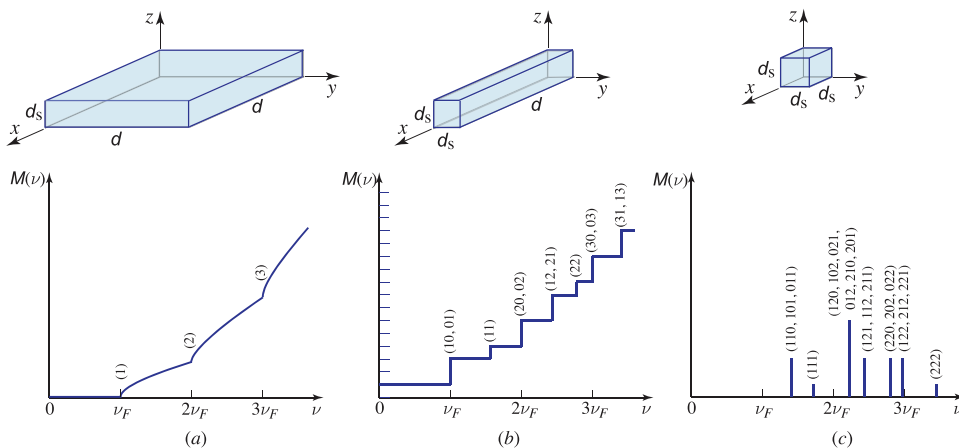 z
z
z
d_S
x
d
y
d_S
x
d_S
d
y
d_S
x
d_S
d_S
y
M(ν)
(1)
(2)
(3)
0
ν_F
2ν_F
3ν_F
ν
(a)
M(ν)
(10, 01)
(11)
(20, 02)
(12, 21)
(22)
(30, 03)
(31, 13)
0
ν_F
2ν_F
3ν_F
ν
(b)
M(ν)
(110, 101, 011)
(111)
(120, 102, 021,
012, 210, 201)
(121, 112, 211)
(220, 202, 022)
(122, 212, 221)
(222)
0
ν_F
2ν_F
3ν_F
ν
(c)